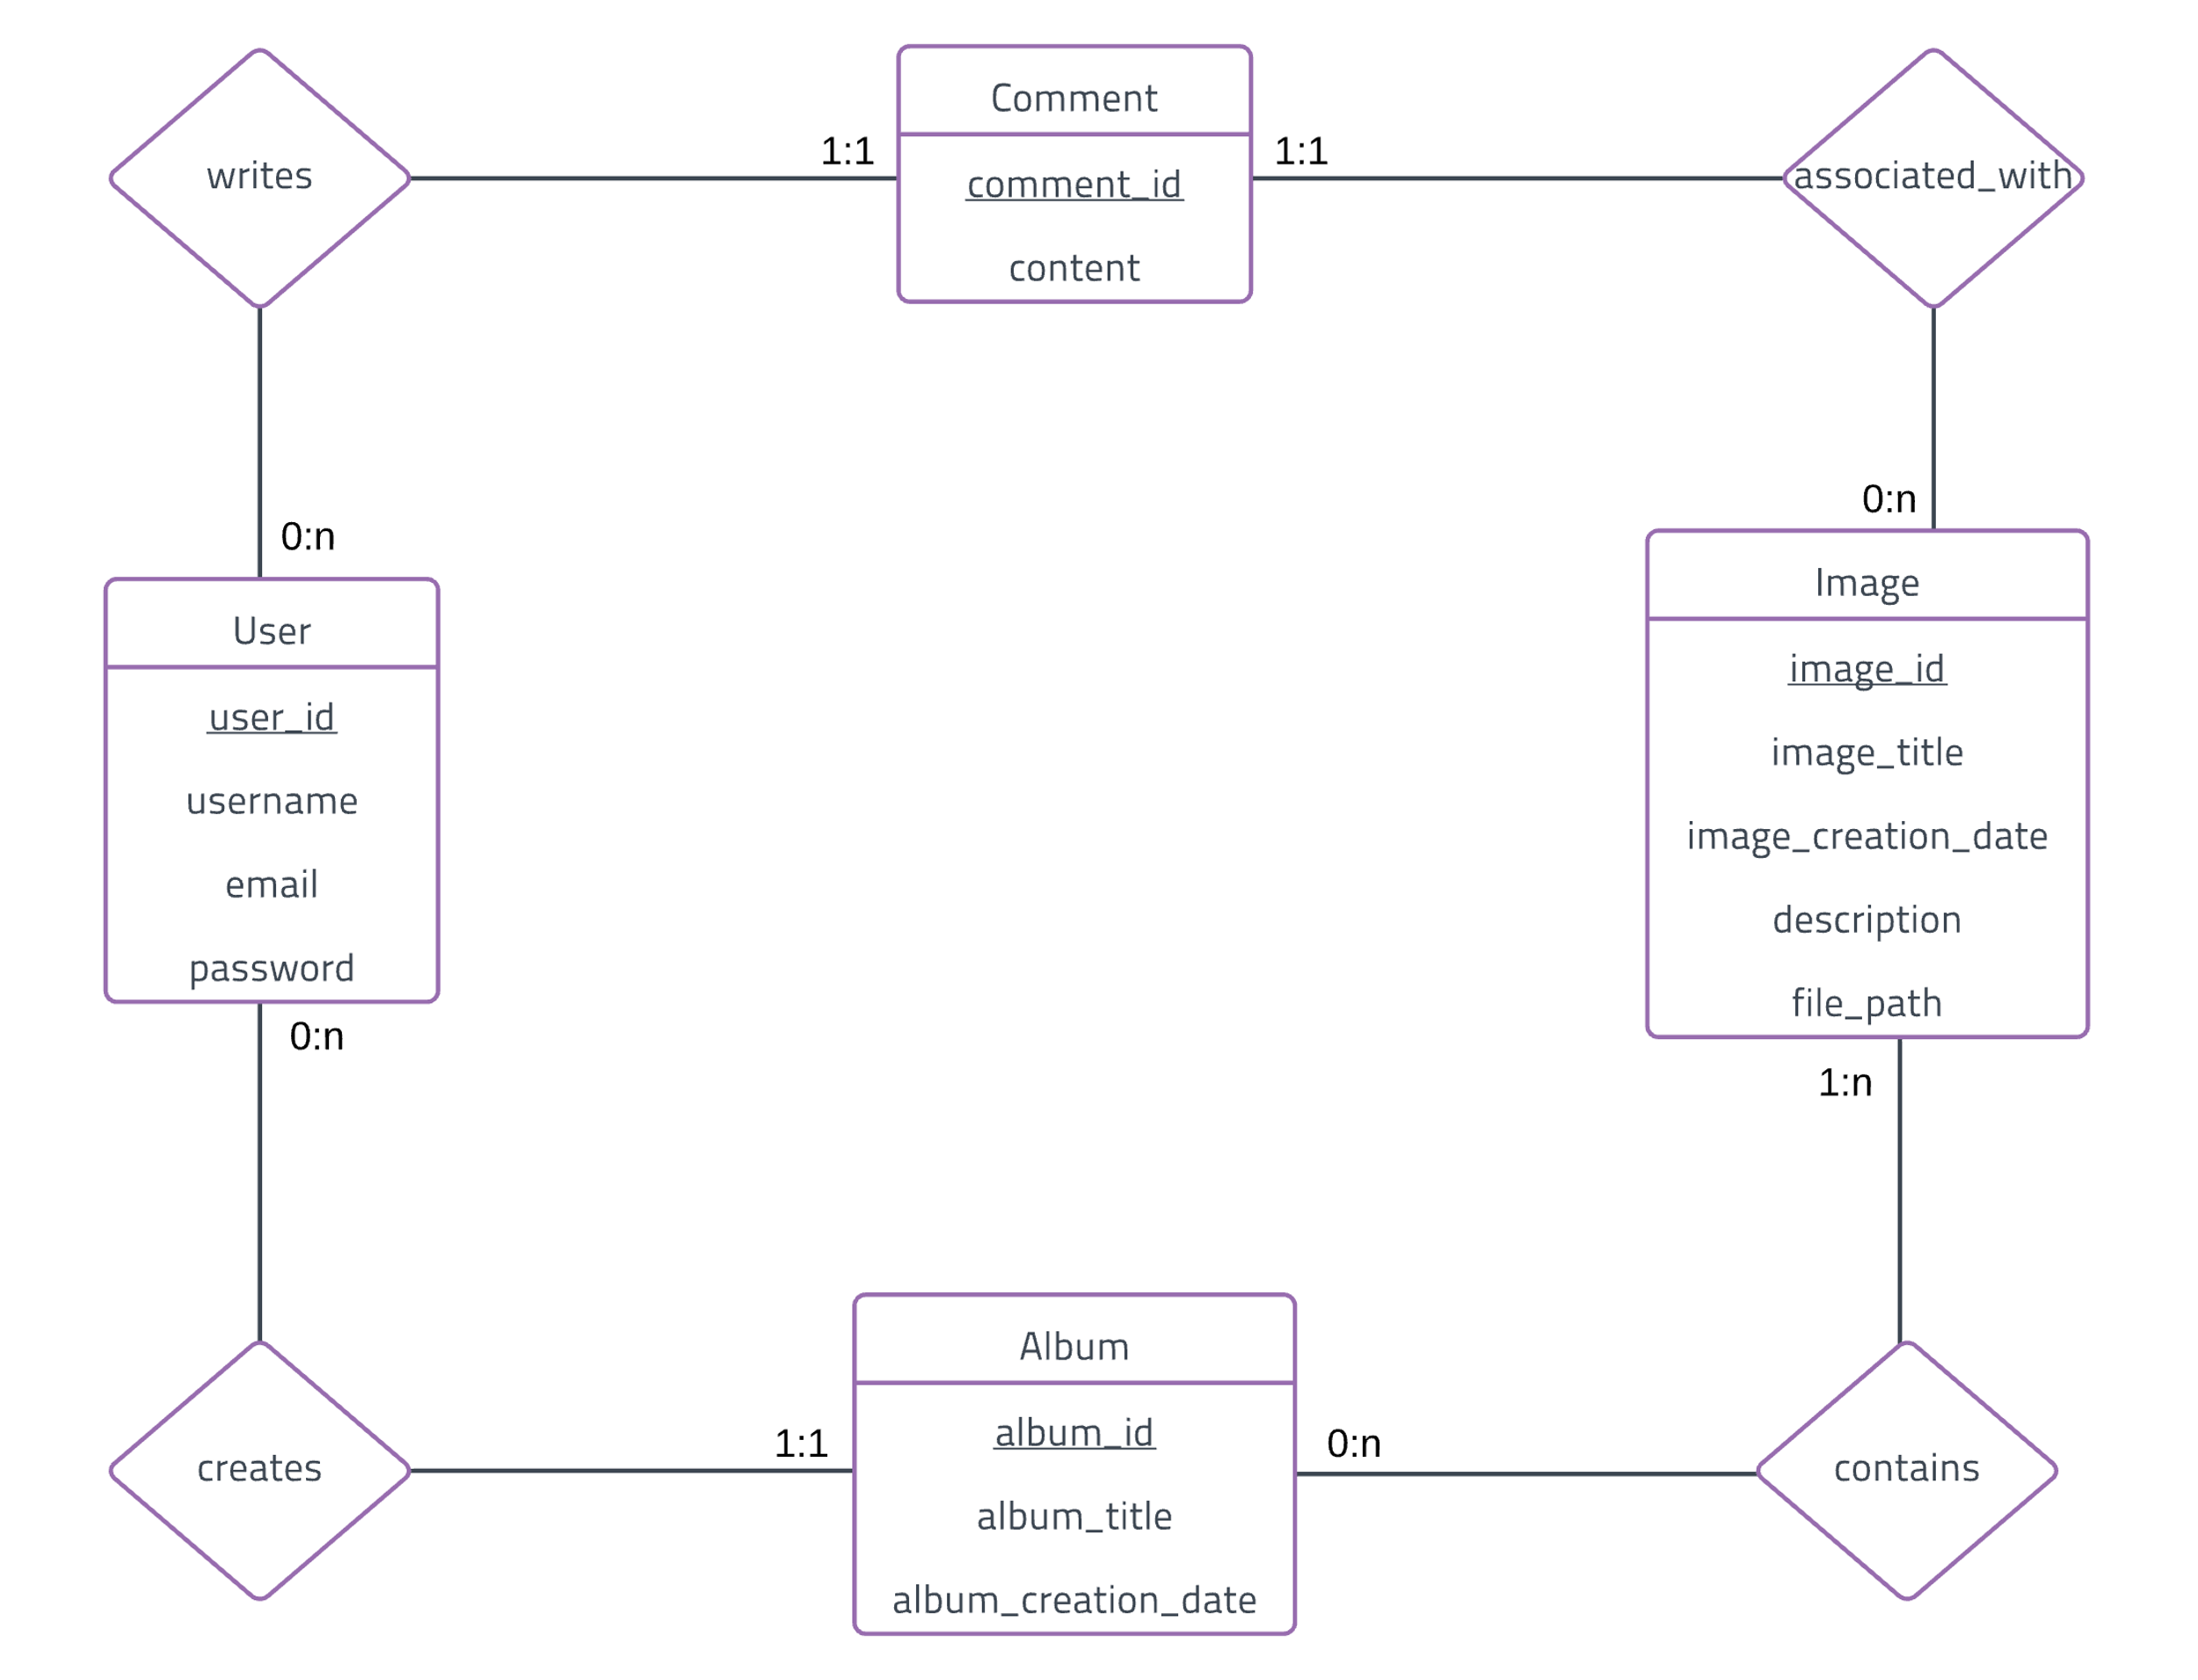 Comment
1:1
1:1
writes
comment_id
associated_with
content
0:n
0:n
User
user_id
username
email
password
0:n
Image
image_id
image_title
image_creation_date
description
file_path
1:n
Album
1:1
album_id
0:n
creates
contains
album_title
album_creation_date